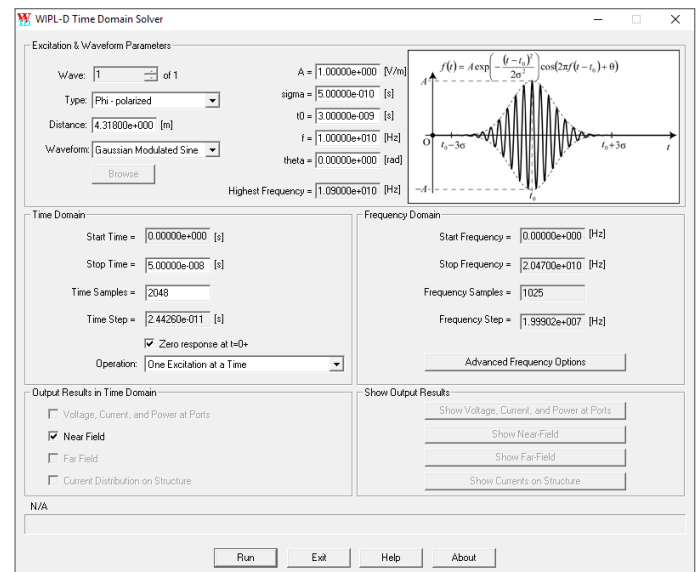 WIPL-D Time Domain Solver
Excitation & Waveform Parameters
Wave: 1 of 1
Type: Phi - polarized
Distance: 4.31800e+000 [m]
Waveform: Gaussian Modulated Sine
Browse
A = 1.00000e+000 [V/m]
sigma = 5.00000e-010 [s]
t0 = 3.00000e-009 [s]
f = 1.00000e+010 [Hz]
theta = 0.00000e+000 [rad]
Highest Frequency = 1.09000e+010 [Hz]
f(t) = A exp(-(t-t₀)²/2σ²) cos(2πf(t-t₀)+θ)
A
O t₀-3σ t₀+3σ t
-A
t₀
Time Domain
Start Time = 0.00000e+000 [s]
Stop Time = 5.00000e-008 [s]
Time Samples = 2048
Time Step = 2.44260e-011 [s]
Zero response at t=0+
Operation: One Excitation at a Time
Frequency Domain
Start Frequency = 0.00000e+000 [Hz]
Stop Frequency = 2.04700e+010 [Hz]
Frequency Samples = 1025
Frequency Step = 1.99902e+007 [Hz]
Advanced Frequency Options
Output Results in Time Domain
Voltage, Current, and Power at Ports
Near Field
Far Field
Current Distribution on Structure
Show Output Results
Show Voltage, Current, and Power at Ports
Show Near-Field
Show Far-Field
Show Currents on Structure
N/A
Run Exit Help About